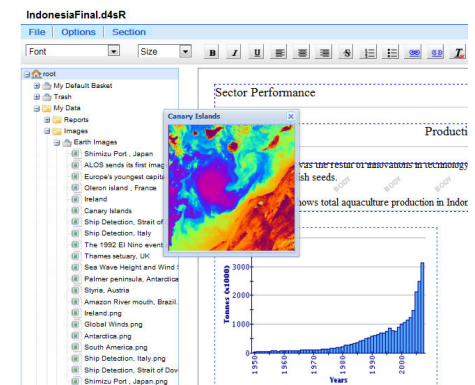 IndonesiaFinal.d4sR
File Options Section
Font Size B I U S
root
My Default Basket
Trash
My Data
Reports
Images
Earth Images
Shimizu Port , Japan
ALOS sends its first imag
Europe's youngest capita
Oleron island , France
Ireland
Canary Islands
Ship Detection, Strait of
Ship Detection, Italy
The 1992 El Nino event
Thames setuary, UK
Sea Wave Height and Wind
Palmer peninsula, Antarctica
Styria, Austria
Amazon River mouth, Brazil.
Ireland.png
Global Winds.png
Antarctica.png
South America.png
Ship Detection, Italy.png
Ship Detection, Strait of Dov
Shimizu Port , Japan.png
Canary Islands
Sector Performance
Producti
was the result of innovations in technology
ish seeds.
BODY BODY BODY
hows total aquaculture production in Indon
Tonnes (x1000)
3000
2000
1000
0
1950 1960 1970 1980 1990 2000
Years